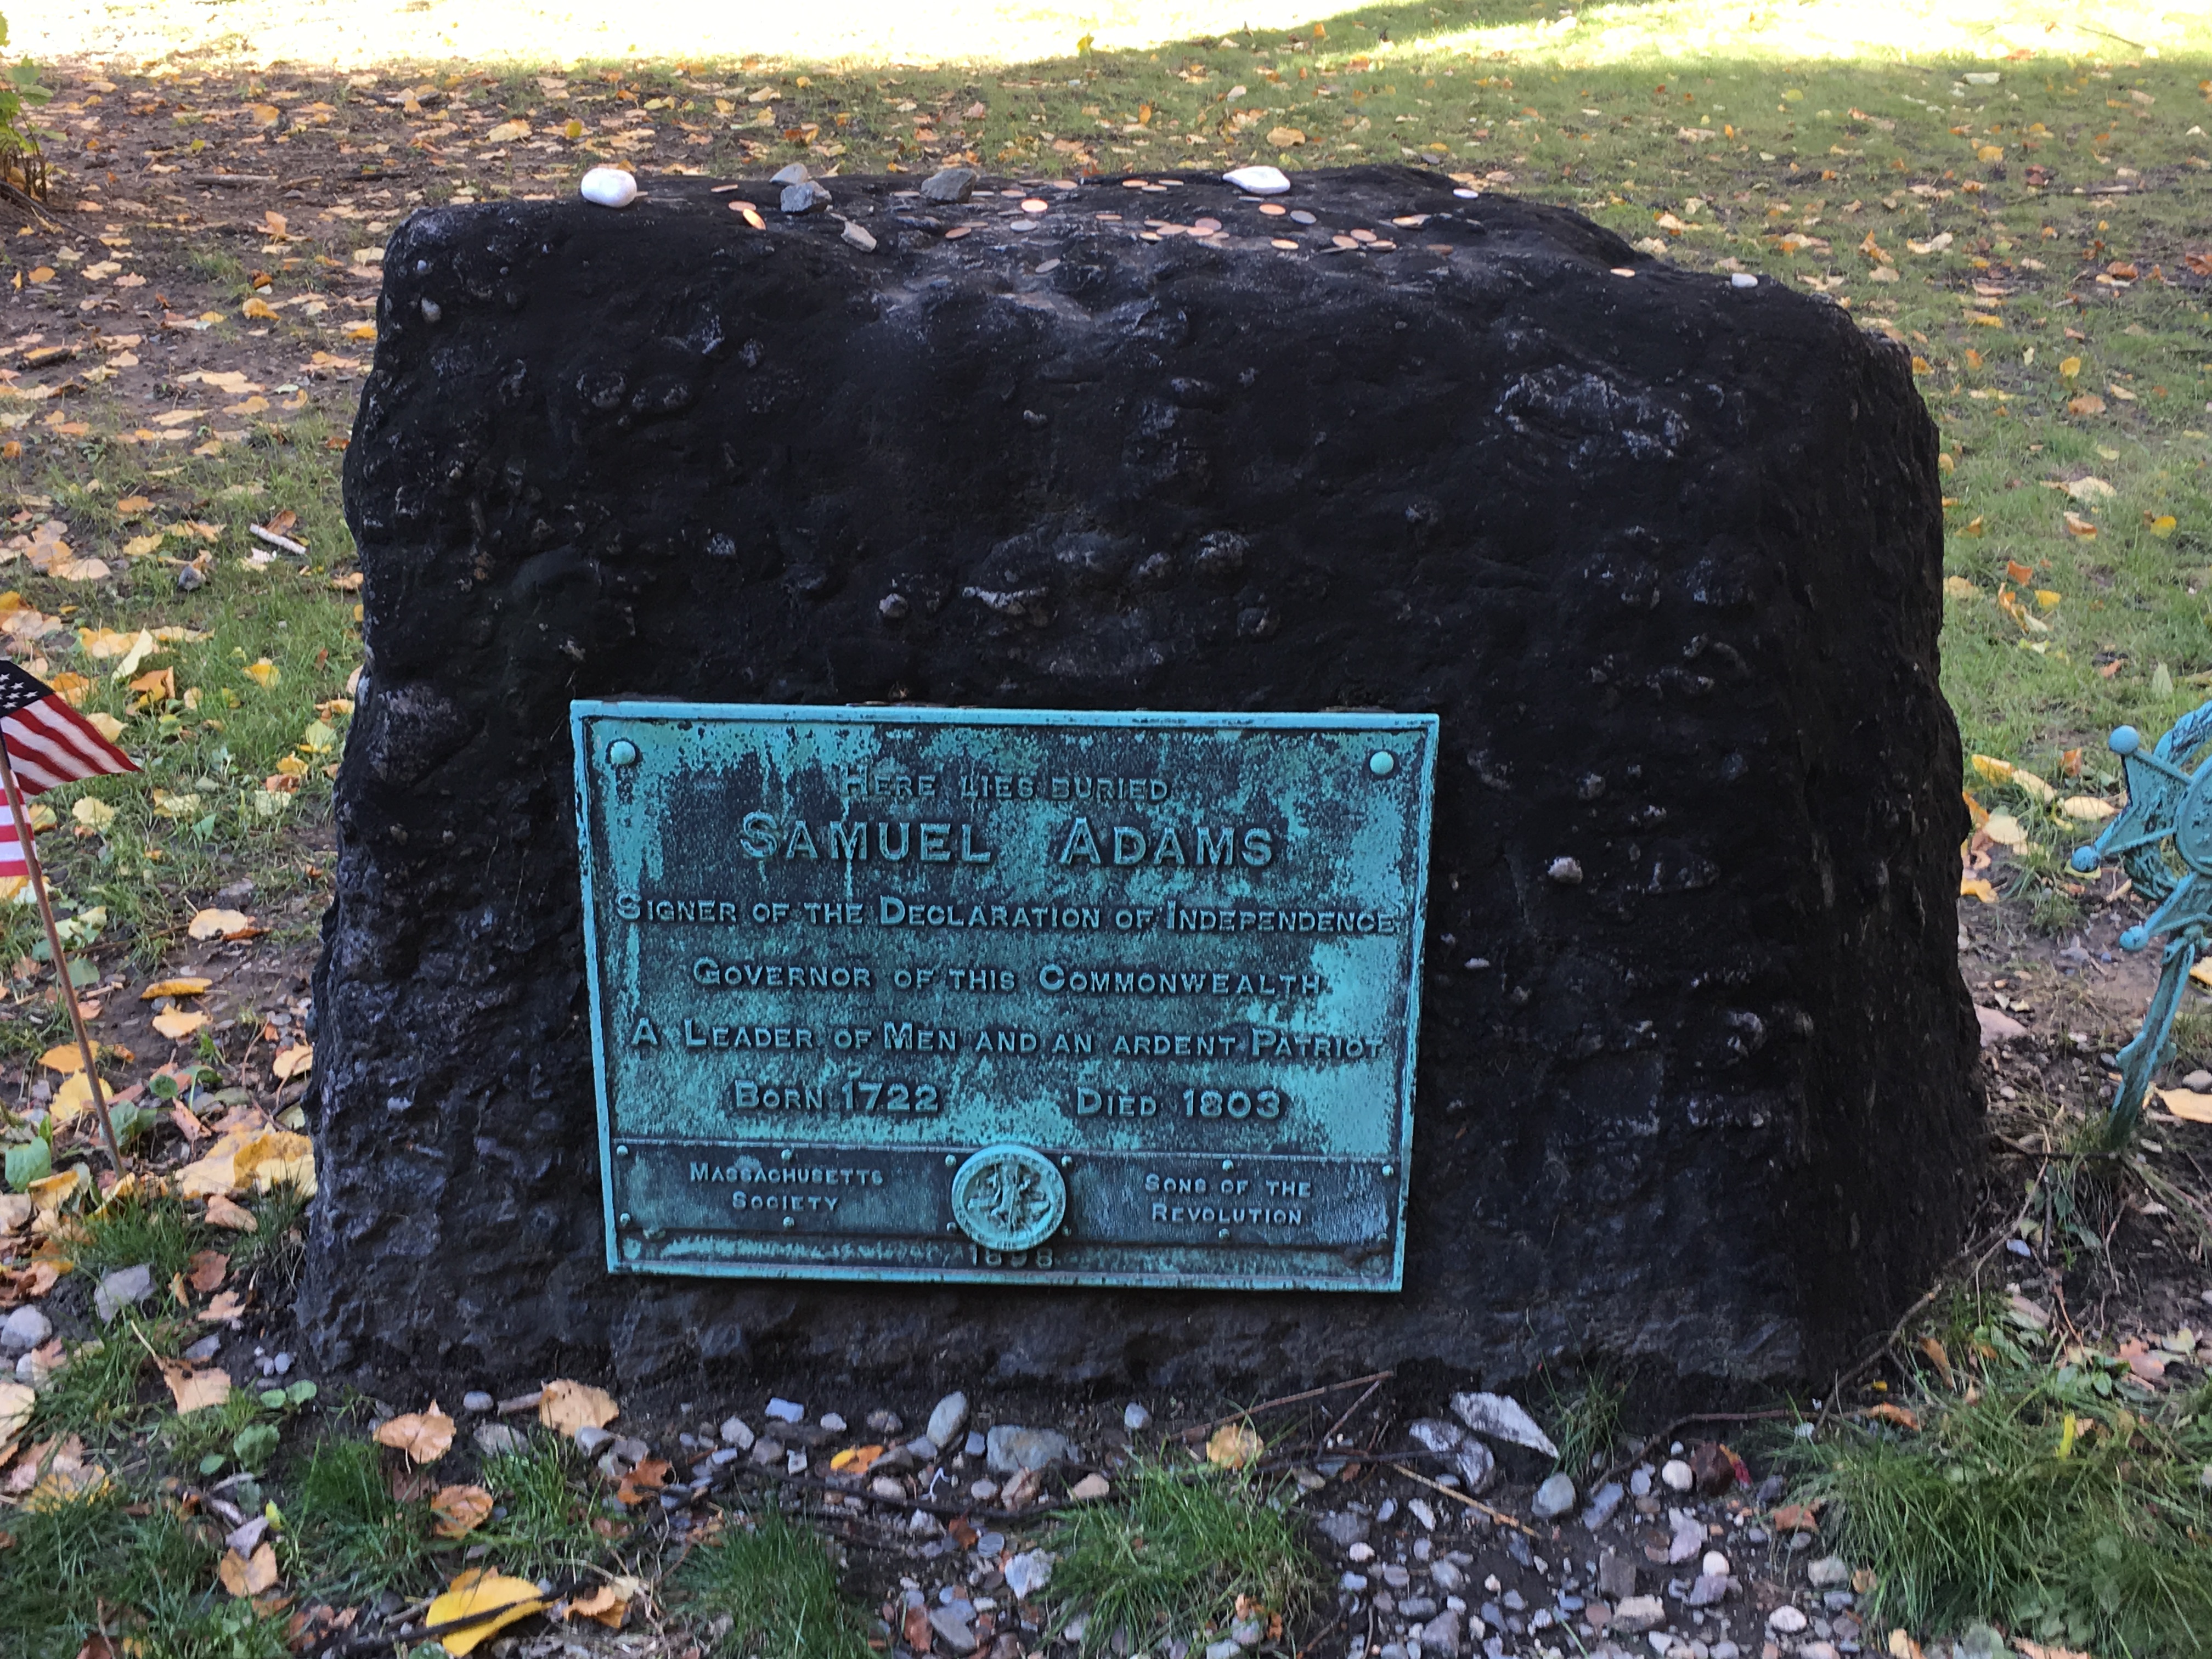 HERE LIES BURIED
SAMUEL ADAMS
SIGNER OF THE DECLARATION OF INDEPENDENCE
GOVERNOR OF THIS COMMONWEALTH
A LEADER OF MEN AND AN ARDENT PATRIOT
BORN 1722 DIED 1803
MASSACHUSETTS
SOCIETY
SONS OF THE
REVOLUTION
1898